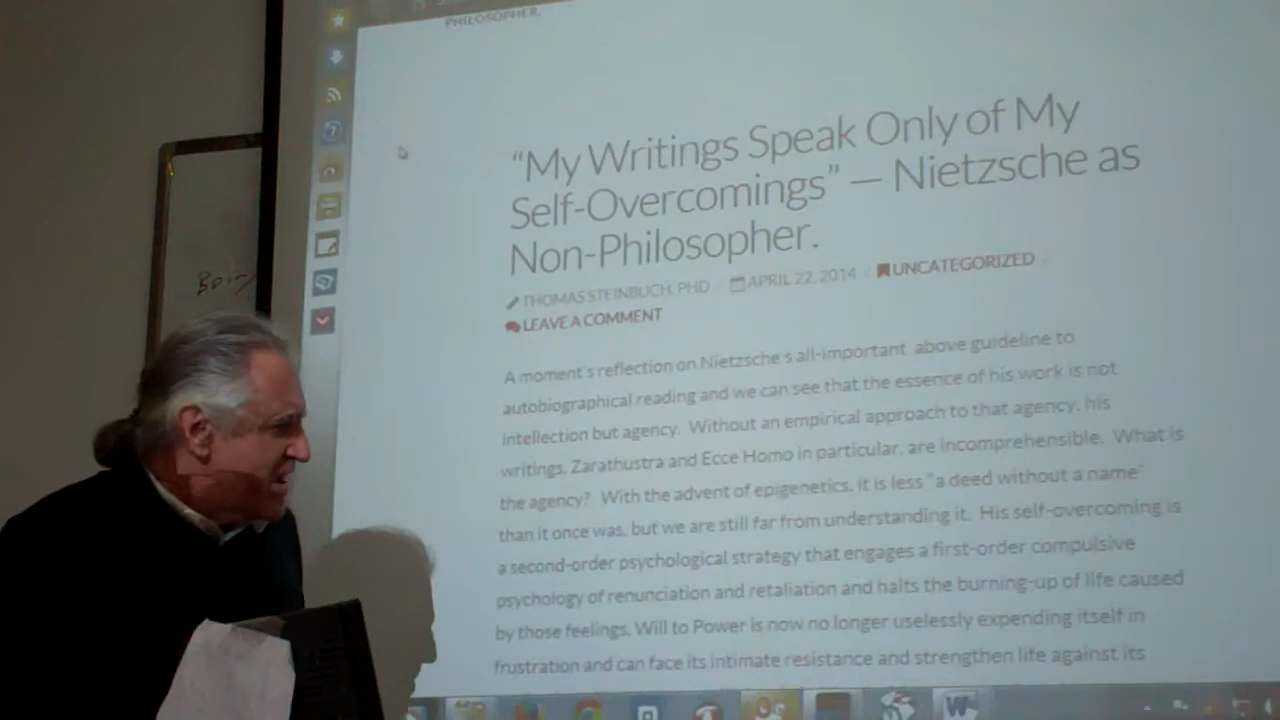 PHILOSOPHER.
“My Writings Speak Only of My
Self-Overcomings” — Nietzsche as
Non-Philosopher.
THOMAS STEINBUCH, PHD / APRIL 22, 2014 / UNCATEGORIZED /
LEAVE A COMMENT
A moment's reflection on Nietzsche s all-important above guideline to
autobiographical reading and we can see that the essence of his work is not
intellection but agency. Without an empirical approach to that agency, his
writings, Zarathustra and Ecce Homo in particular, are incomprehensible. What is
the agency? With the advent of epigenetics, it is less “a deed without a name”
than it once was, but we are still far from understanding it. His self-overcoming is
a second-order psychological strategy that engages a first-order compulsive
psychology of renunciation and retaliation and halts the burning-up of life caused
by those feelings. Will to Power is now no longer uselessly expending itself in
frustration and can face its intimate resistance and strengthen life against its